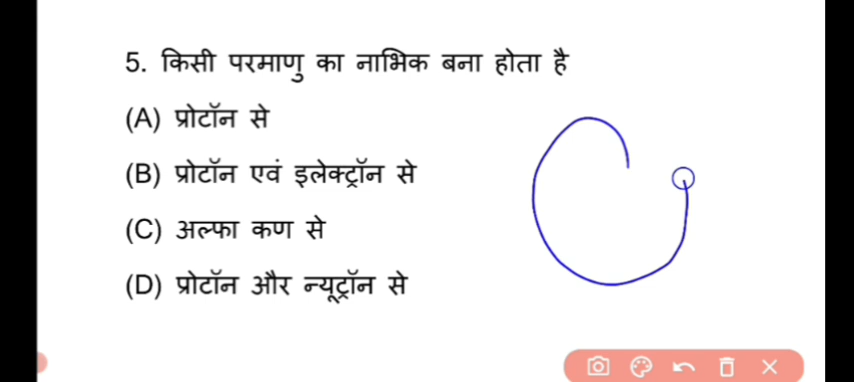 5. किसी परमाणु का नाभिक बना होता है
(A) प्रोटॉन से
(B) प्रोटॉन एवं इलेक्ट्रॉन से
(C) अल्फा कण से
(D) प्रोटॉन और न्यूट्रॉन से